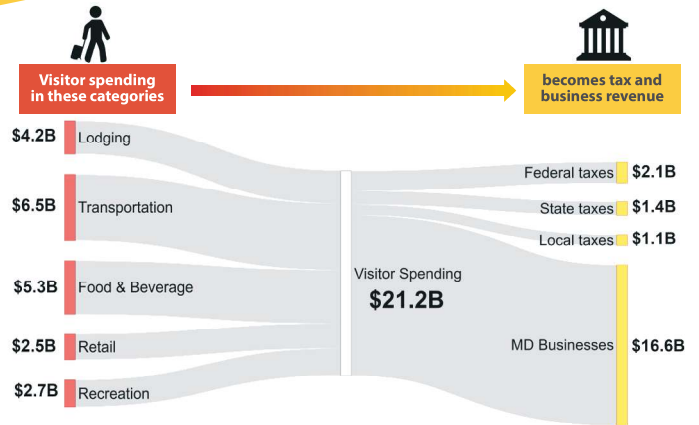 Visitor spending
in these categories
becomes tax and
business revenue
$4.2B Lodging
$6.5B Transportation
$5.3B Food & Beverage
$2.5B Retail
$2.7B Recreation
Visitor Spending
$21.2B
Federal taxes $2.1B
State taxes $1.4B
Local taxes $1.1B
MD Businesses $16.6B